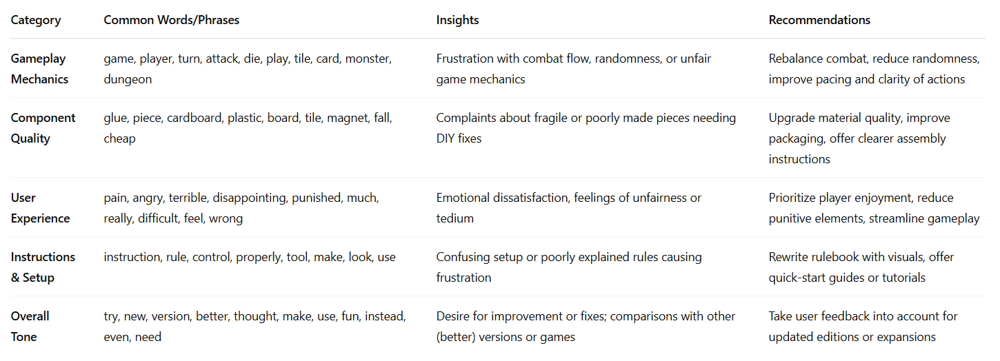 Category Common Words/Phrases Insights Recommendations
Gameplay Mechanics
game, player, turn, attack, die, play, tile, card, monster,
dungeon
Frustration with combat flow, randomness, or unfair
game mechanics
Rebalance combat, reduce randomness,
improve pacing and clarity of actions
Component
Quality
glue, piece, cardboard, plastic, board, tile, magnet, fall,
cheap
Complaints about fragile or poorly made pieces needing
DIY fixes
Upgrade material quality, improve
packaging, offer clearer assembly
instructions
User
Experience
pain, angry, terrible, disappointing, punished, much,
really, difficult, feel, wrong
Emotional dissatisfaction, feelings of unfairness or
tedium
Prioritize player enjoyment, reduce
punitive elements, streamline gameplay
Instructions
& Setup
instruction, rule, control, properly, tool, make, look, use
Confusing setup or poorly explained rules causing
frustration
Rewrite rulebook with visuals, offer
quick-start guides or tutorials
Overall
Tone
try, new, version, better, thought, make, use, fun, instead,
even, need
Desire for improvement or fixes; comparisons with other
(better) versions or games
Take user feedback into account for
updated editions or expansions